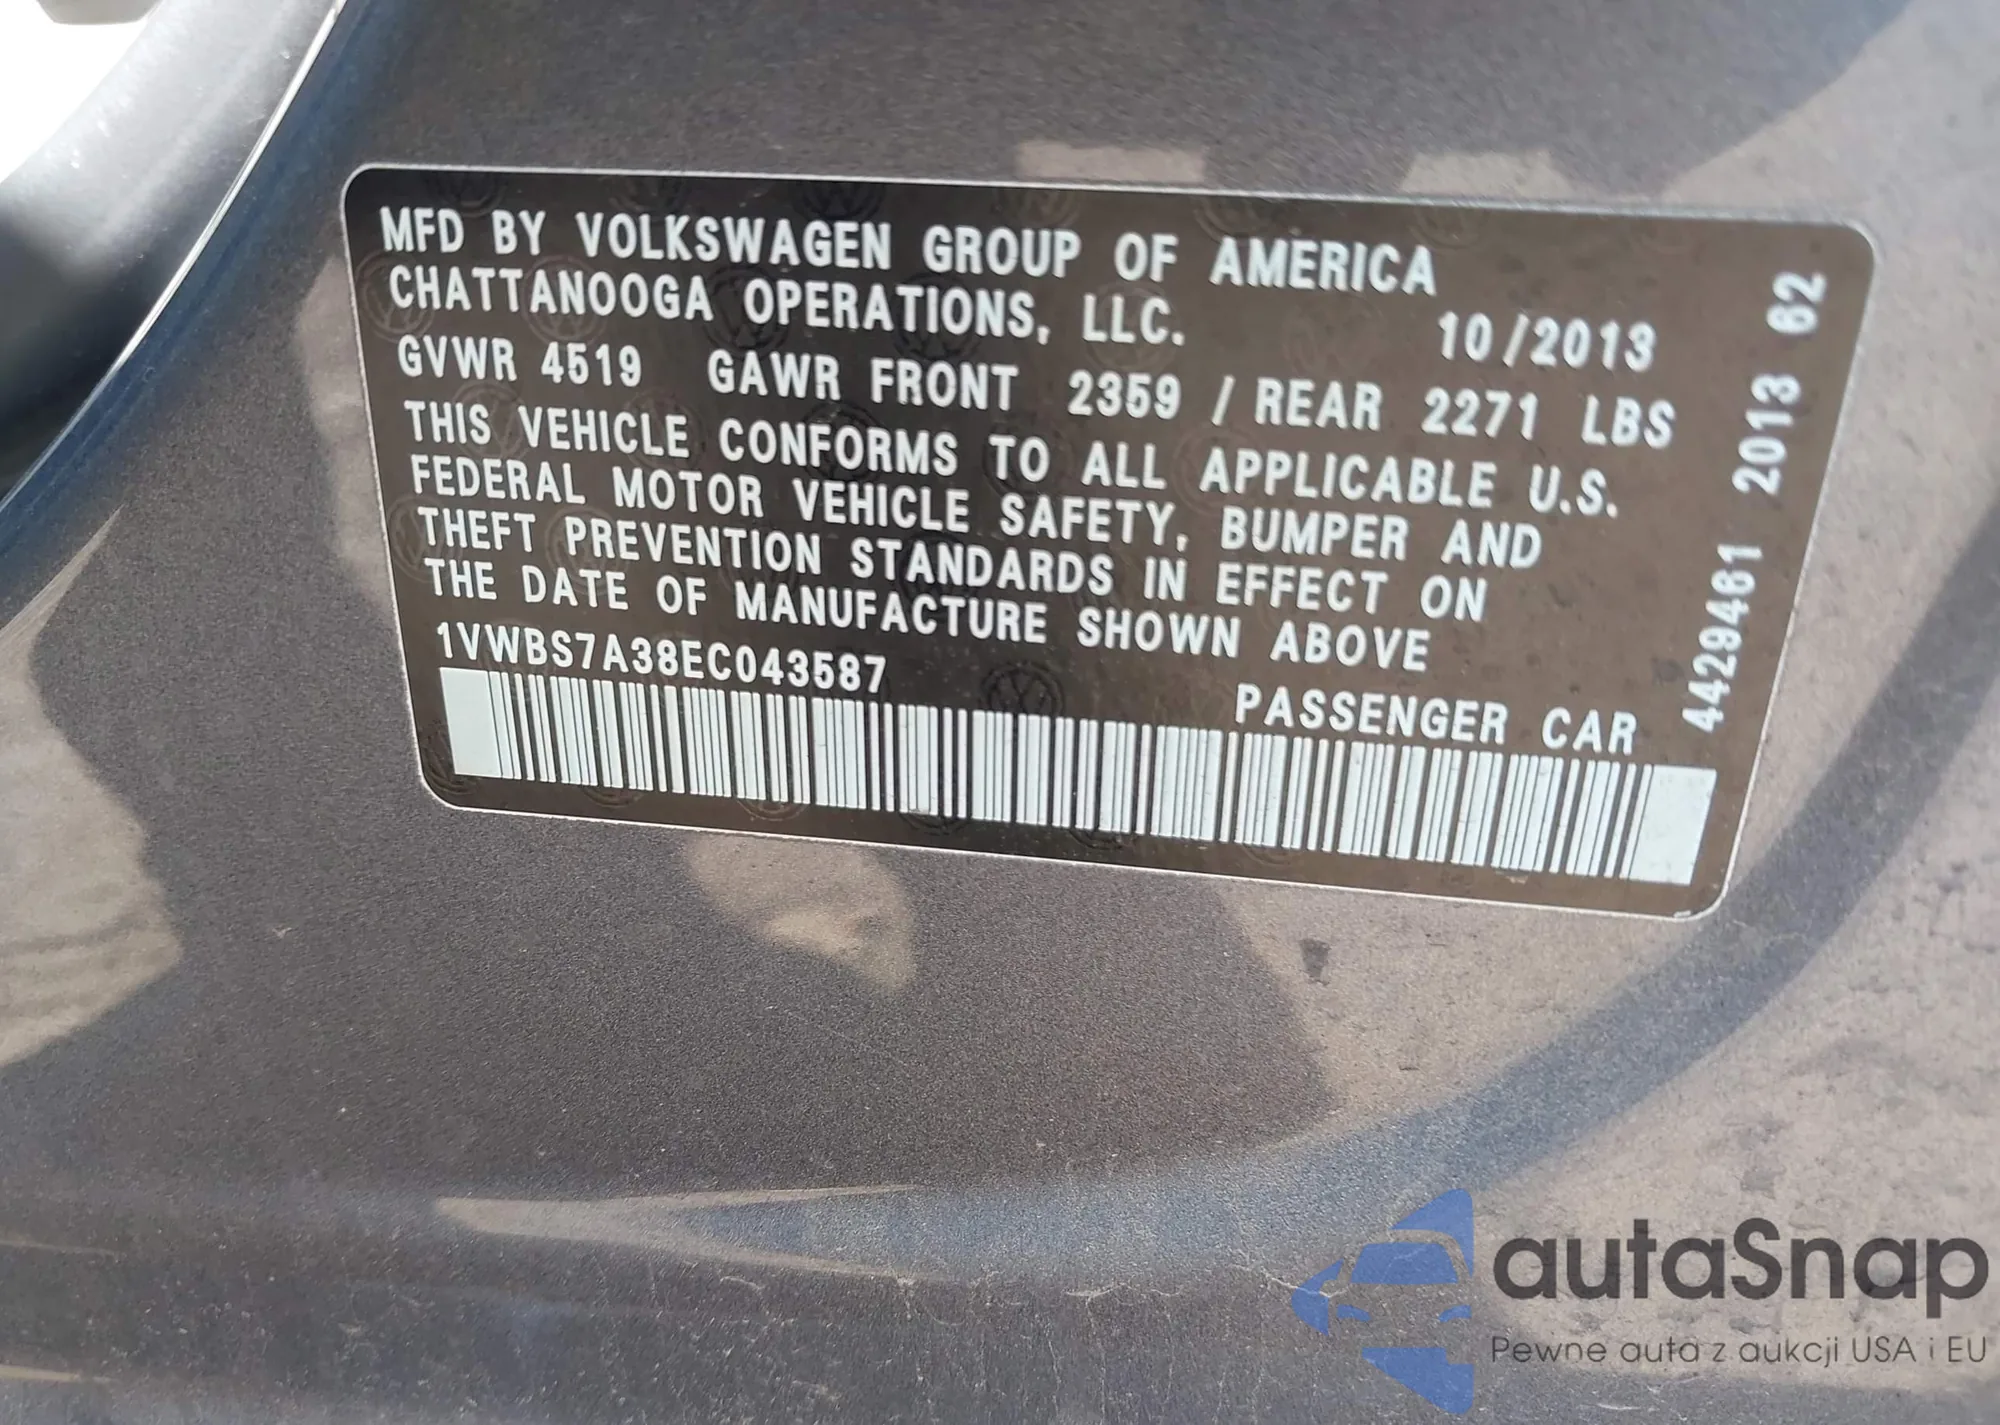 MFD BY VOLKSWAGEN GROUP OF AMERICA
CHATTANOOGA OPERATIONS, LLC. 10/2013
GVWR 4519 GAWR FRONT 2359 / REAR 2271 LBS
THIS VEHICLE CONFORMS TO ALL APPLICABLE U.S.
FEDERAL MOTOR VEHICLE SAFETY, BUMPER AND
THEFT PREVENTION STANDARDS IN EFFECT ON
THE DATE OF MANUFACTURE SHOWN ABOVE
1VWBS7A38EC043587
PASSENGER CAR
4429481 2013 62
autaSnap
Pewne auta z aukcji USA i EU